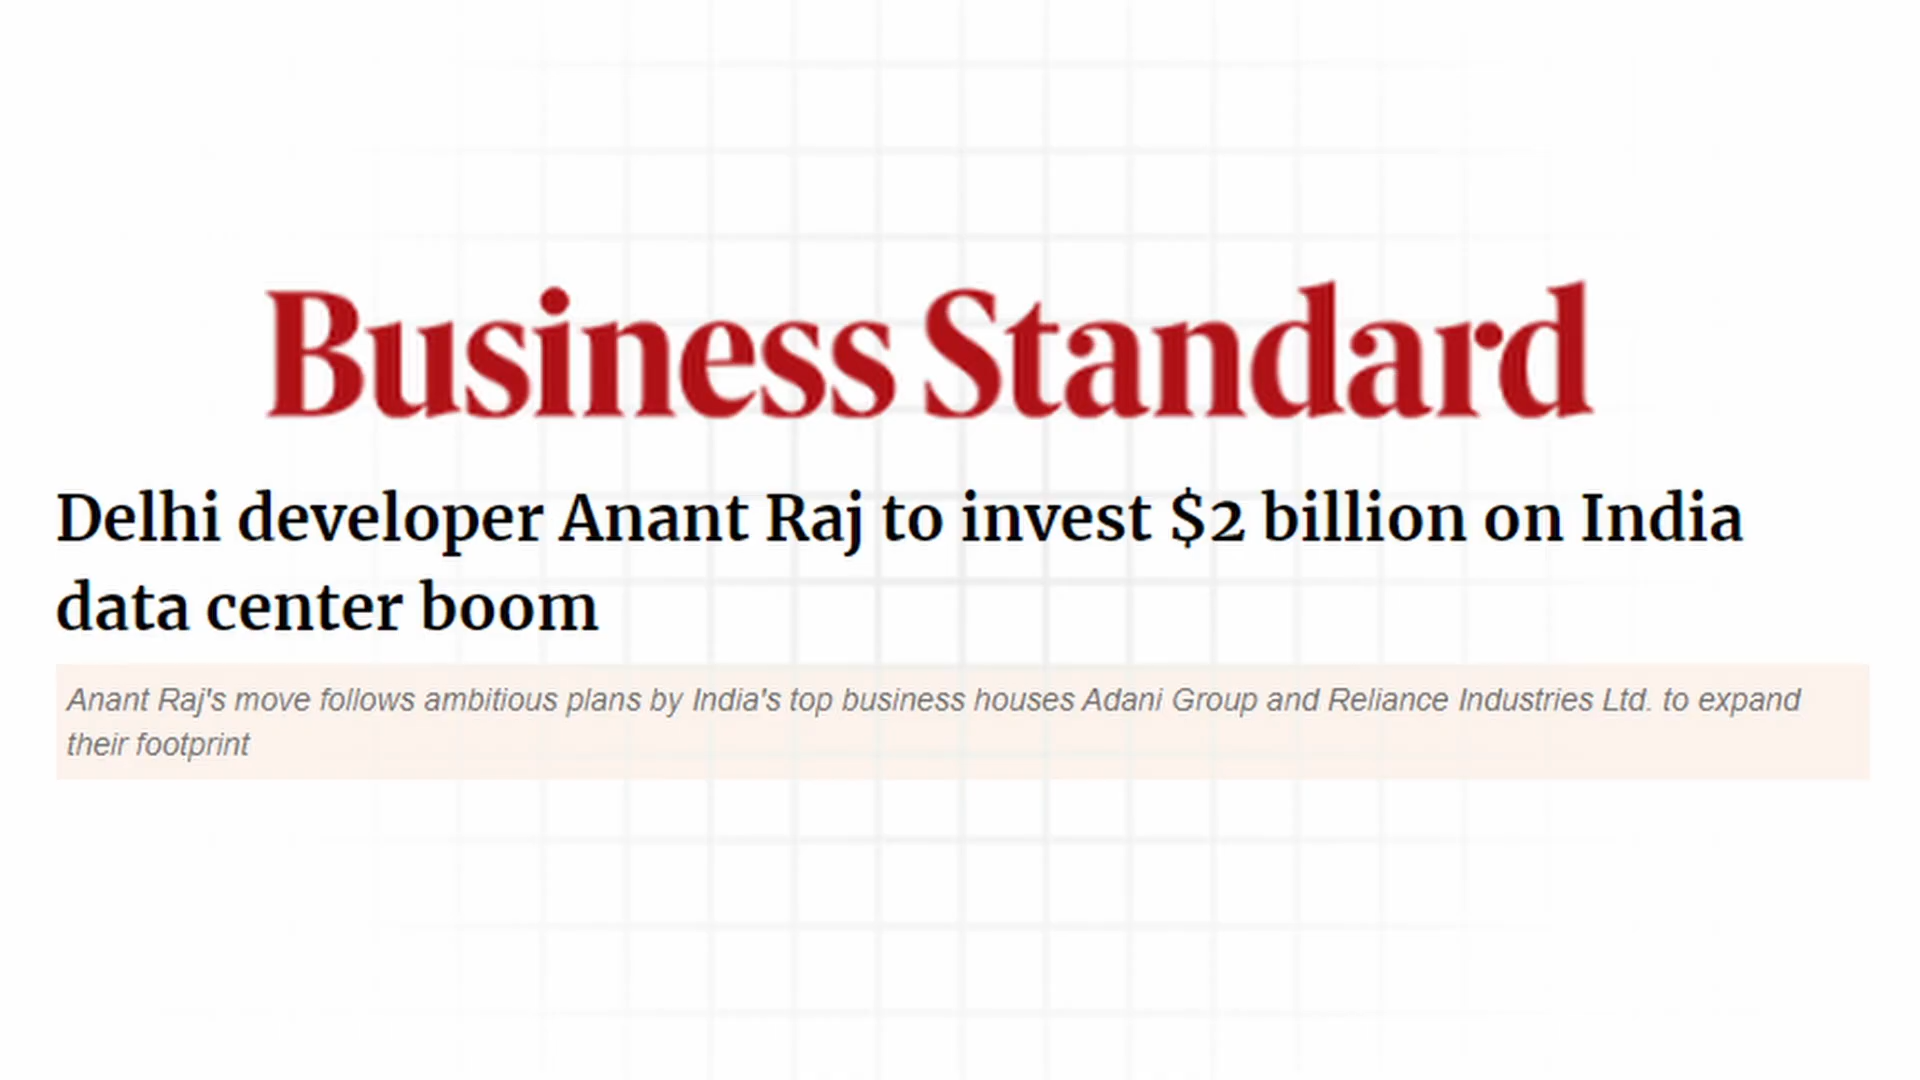 Business Standard
Delhi developer Anant Raj to invest $2 billion on India
data center boom
Anant Raj's move follows ambitious plans by India's top business houses Adani Group and Reliance Industries Ltd. to expand
their footprint